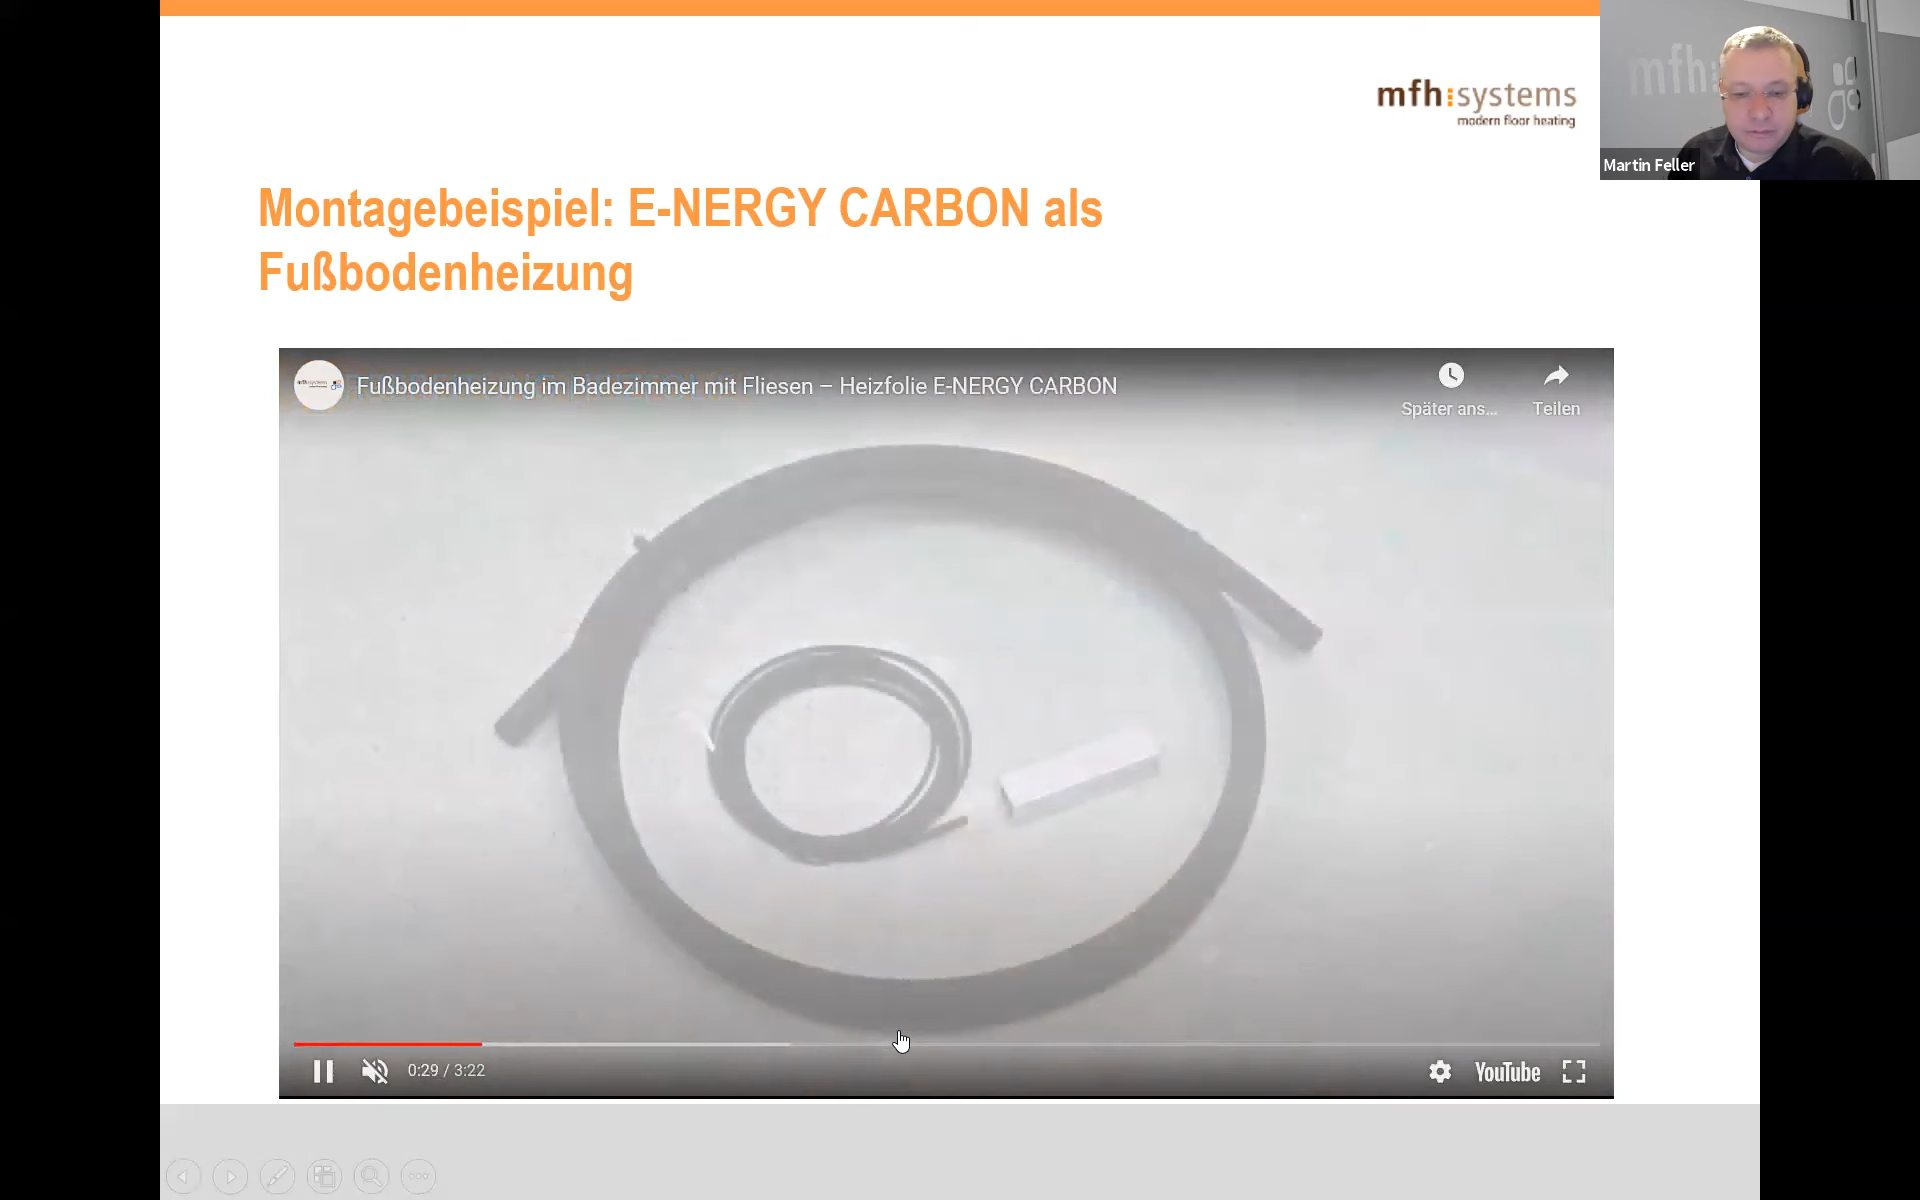 mfh:systems
modern floor heating
mfh:
Martin Feller
Montagebeispiel: E-NERGY CARBON als
Fußbodenheizung
Fußbodenheizung im Badezimmer mit Fliesen – Heizfolie E-NERGY CARBON
Später ans...
Teilen
0:29 / 3:22
YouTube